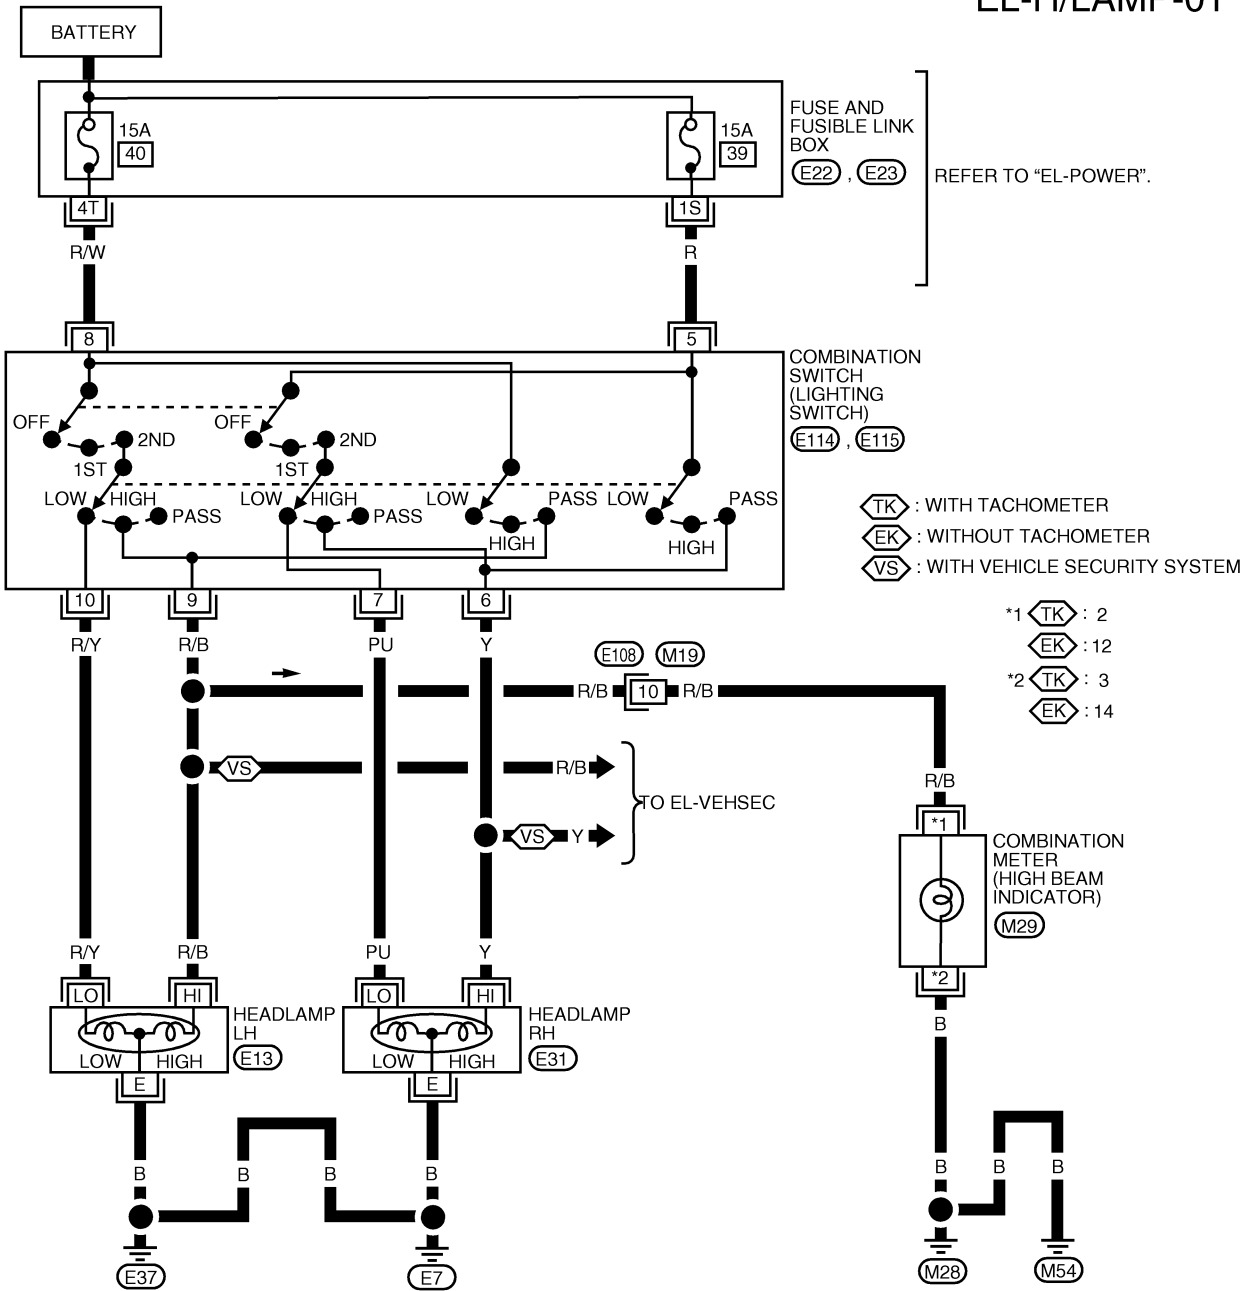 EL-H/LAMP-01
BATTERY
15A
40
15A
39
FUSE AND
FUSIBLE LINK
BOX
E22 , E23
REFER TO “EL-POWER”.
4T
1S
R/W
R
8
5
COMBINATION
SWITCH
(LIGHTING
SWITCH)
E114 , E115
OFF
2ND
1ST
OFF
2ND
1ST
LOW
HIGH
PASS
LOW
HIGH
PASS
LOW
PASS
HIGH
LOW
PASS
HIGH
TK : WITH TACHOMETER
EK : WITHOUT TACHOMETER
VS : WITH VEHICLE SECURITY SYSTEM
*1 TK : 2
EK : 12
*2 TK : 3
EK : 14
10
9
7
6
R/Y
R/B
PU
Y
E108
M19
R/B
10
R/B
VS
R/B
TO EL-VEHSEC
VS
Y
R/B
*1
COMBINATION
METER
(HIGH BEAM
INDICATOR)
M29
*2
R/Y
R/B
PU
Y
LO
HI
HEADLAMP
LH
E13
LOW
HIGH
E
LO
HI
HEADLAMP
RH
E31
LOW
HIGH
E
B
B
B
B
B
B
B
B
E37
E7
M28
M54